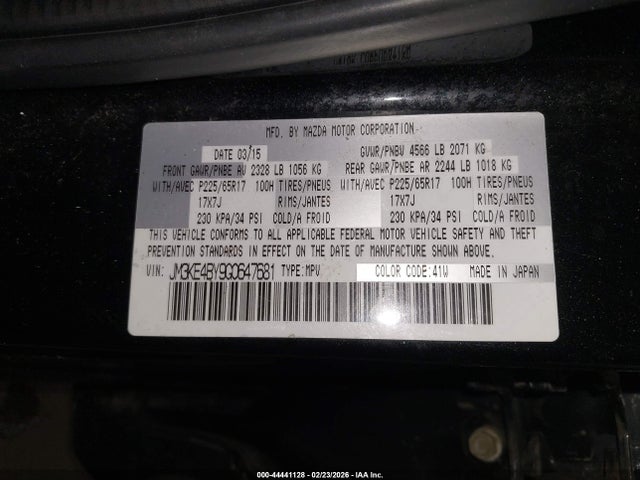 MFD. BY MAZDA MOTOR CORPORATION
DATE 03/15 GVWR/PNBV 4566 LB 2071 KG
FRONT GAWR/PNBE AV 2328 LB 1056 KG REAR GAWR/PNBE AR 2244 LB 1018 KG
WITH/AVEC P225/65R17 100H TIRES/PNEUS WITH/AVEC P225/65R17 100H TIRES/PNEUS
17X7J RIMS/JANTES 17X7J RIMS/JANTES
230 KPA/34 PSI COLD/A FROID 230 KPA/34 PSI COLD/A FROID
THIS VEHICLE CONFORMS TO ALL APPLICABLE FEDERAL MOTOR VEHICLE SAFETY AND THEFT
PREVENTION STANDARDS IN EFFECT ON THE DATE OF MANUFACTURE SHOWN ABOVE.
VIN: JM3KE4BY9G0647681 TYPE: MPV COLOR CODE: 41W MADE IN JAPAN
000-44441128 - 02/23/2026 - IAA Inc.